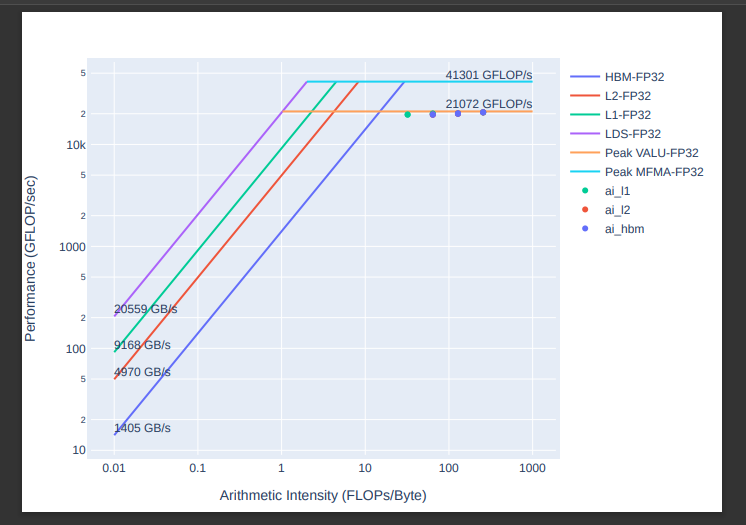 Performance (GFLOP/sec)
5
2
10k
5
2
1000
5
2
100
5
2
10
41301 GFLOP/s
21072 GFLOP/s
20559 GB/s
9168 GB/s
4970 GB/s
1405 GB/s
0.01 0.1 1 10 100 1000
Arithmetic Intensity (FLOPs/Byte)
HBM-FP32
L2-FP32
L1-FP32
LDS-FP32
Peak VALU-FP32
Peak MFMA-FP32
ai_l1
ai_l2
ai_hbm